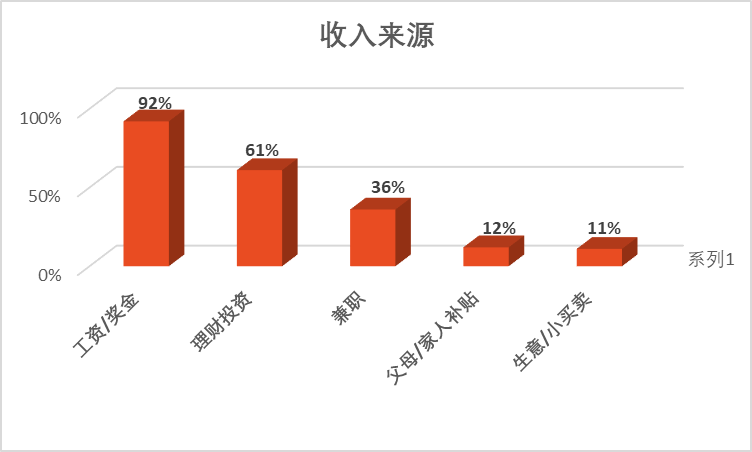 收入来源
100%
50%
0%
92%
61%
36%
12%
11%
工资/奖金
理财投资
兼职
父母/家人补贴
生意/小买卖
系列1